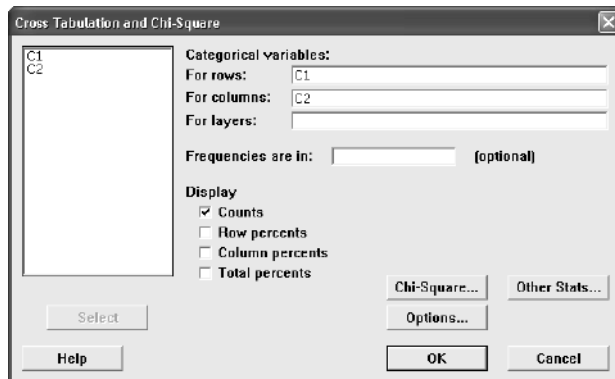 Cross Tabulation and Chi-Square
C1
C2
Categorical variables:
For rows: C1
For columns: C2
For layers:
Frequencies are in: (optional)
Display
Counts
Row percents
Column percents
Total percents
Chi-Square... Other Stats...
Select Options...
Help OK Cancel